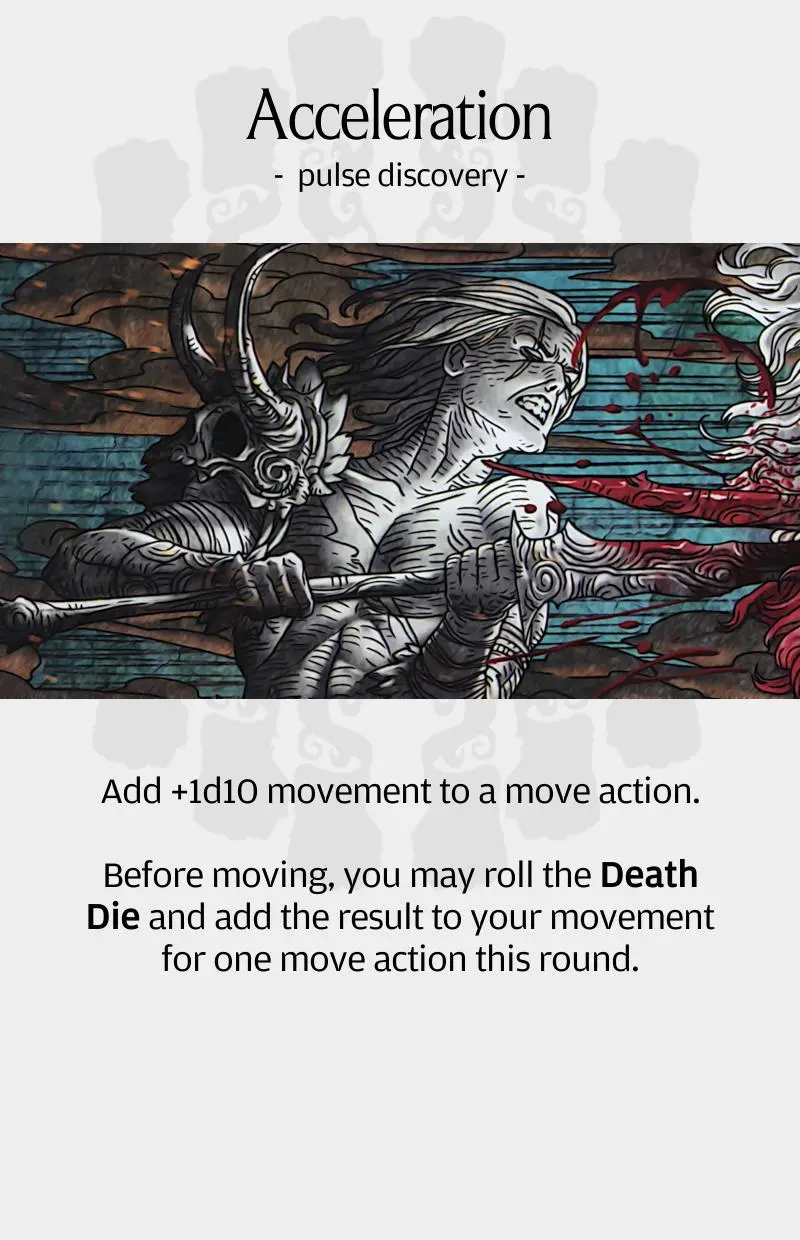 Acceleration
- pulse discovery -
Add +1d10 movement to a move action.
Before moving, you may roll the Death
Die and add the result to your movement
for one move action this round.